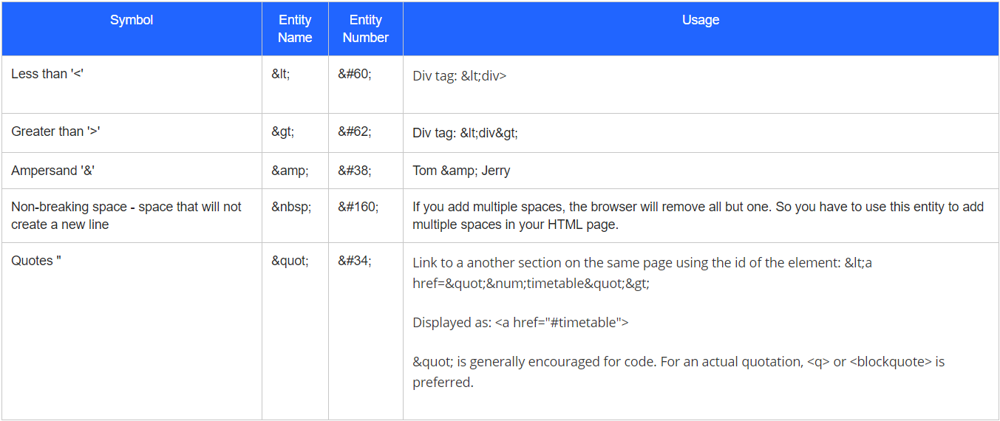 Symbol
Entity Name
Entity Number
Usage
Less than '<'
&lt;
&#60;
Div tag: &lt;div>
Greater than '>'
&gt;
&#62;
Div tag: &lt;div&gt;
Ampersand '&'
&amp;
&#38;
Tom &amp; Jerry
Non-breaking space - space that will not
create a new line
&nbsp;
&#160;
If you add multiple spaces, the browser will remove all but one. So you have to use this entity to add
multiple spaces in your HTML page.
Quotes "
&quot;
&#34;
Link to a another section on the same page using the id of the element: &lt;a
href=&quot;&num;timetable&quot;&gt;
Displayed as: <a href="#timetable">
&quot; is generally encouraged for code. For an actual quotation, <q> or <blockquote> is
preferred.